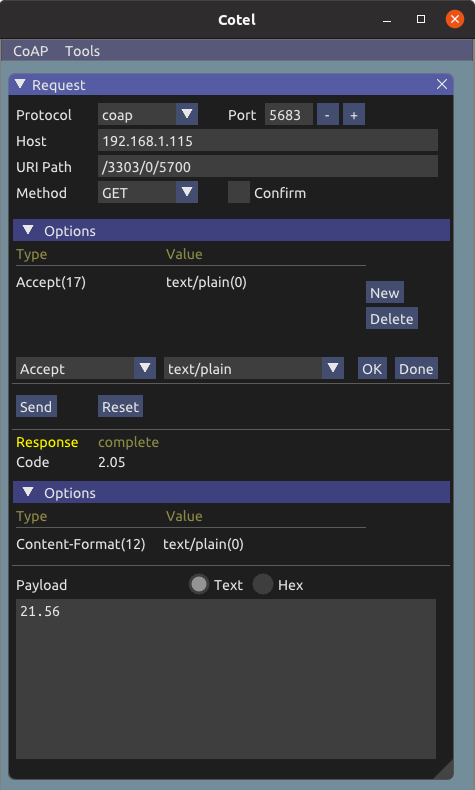 Cotel
CoAP Tools
Request
Protocol coap Port 5683 - +
Host 192.168.1.115
URI Path /3303/0/5700
Method GET Confirm
Options
Type Value
Accept(17) text/plain(0)
New
Delete
Accept text/plain OK Done
Send Reset
Response complete
Code 2.05
Options
Type Value
Content-Format(12) text/plain(0)
Payload Text Hex
21.56